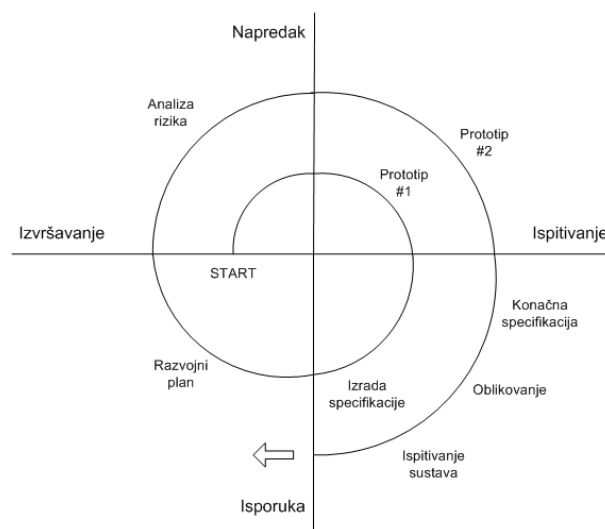 Napredak
Analiza
rizika
Prototip
#2
Prototip
#1
Izvršavanje
Ispitivanje
START
Konačna
specifikacija
Razvojni
plan
Izrada
specifikacije
Oblikovanje
Ispitivanje
sustava
Isporuka